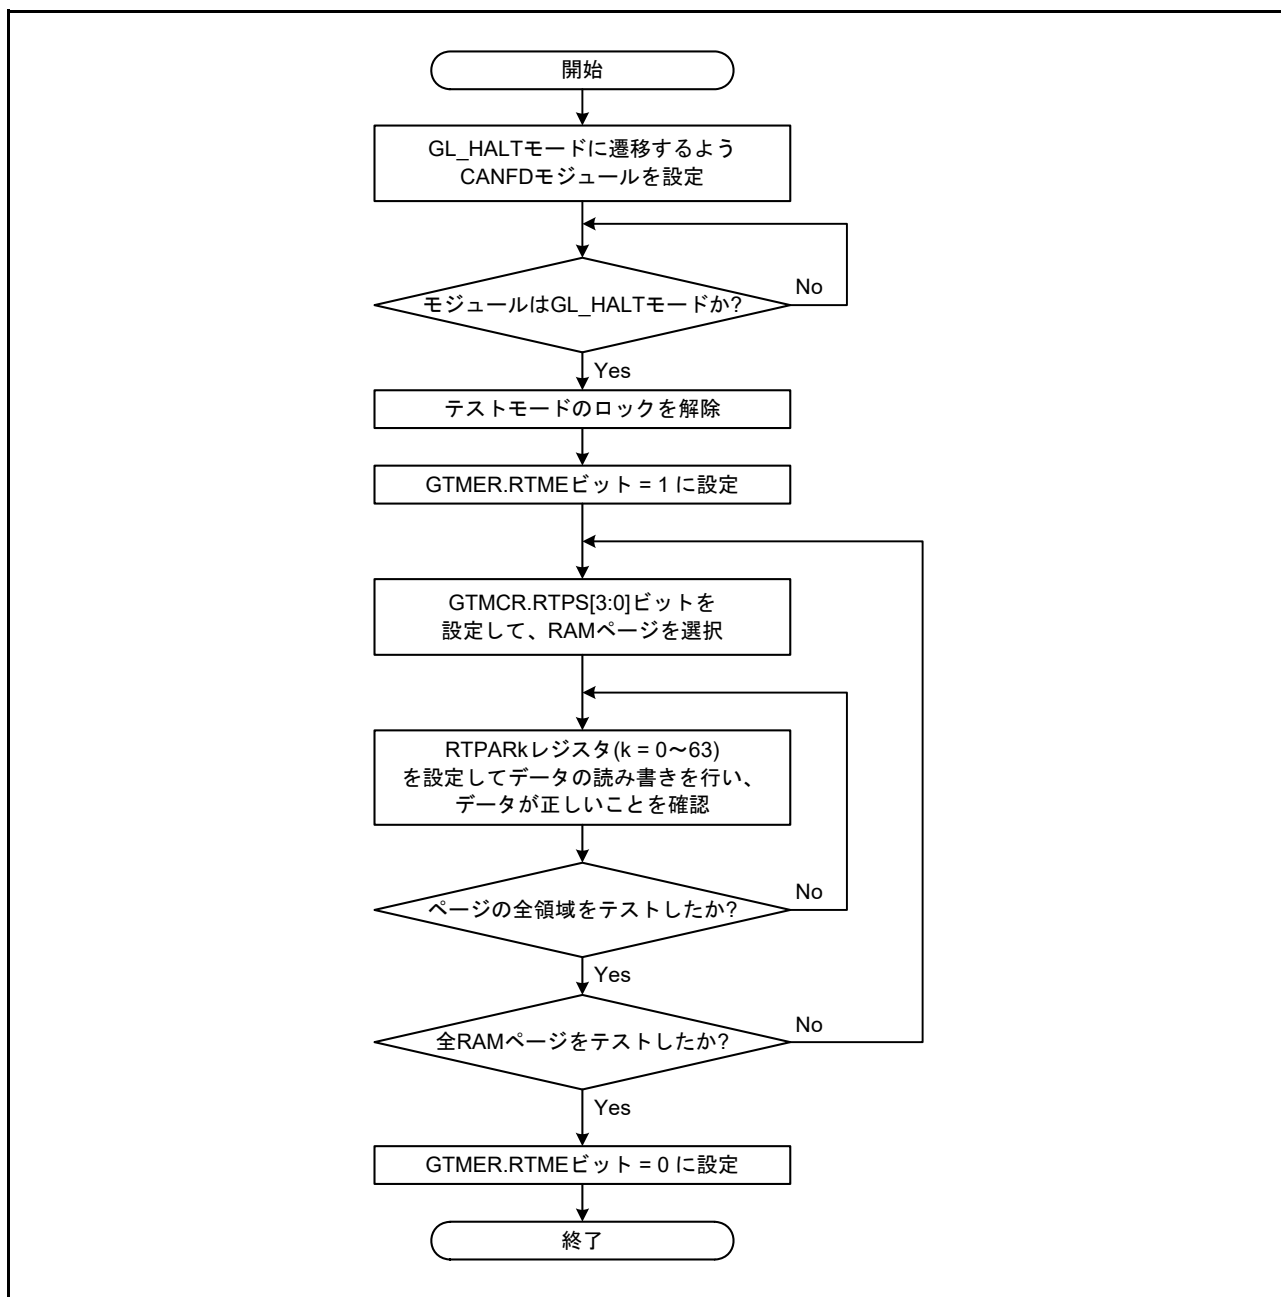 開始
GL_HALTモードに遷移するよう
CANFDモジュールを設定
モジュールはGL_HALTモードか?
No
Yes
テストモードのロックを解除
GTMER.RTMEビット = 1 に設定
GTMCR.RTPS[3:0]ビットを
設定して、RAMページを選択
RTPARkレジスタ(k = 0～63)
を設定してデータの読み書きを行い、
データが正しいことを確認
ページの全領域をテストしたか?
No
Yes
全RAMページをテストしたか?
No
Yes
GTMER.RTMEビット = 0 に設定
終了